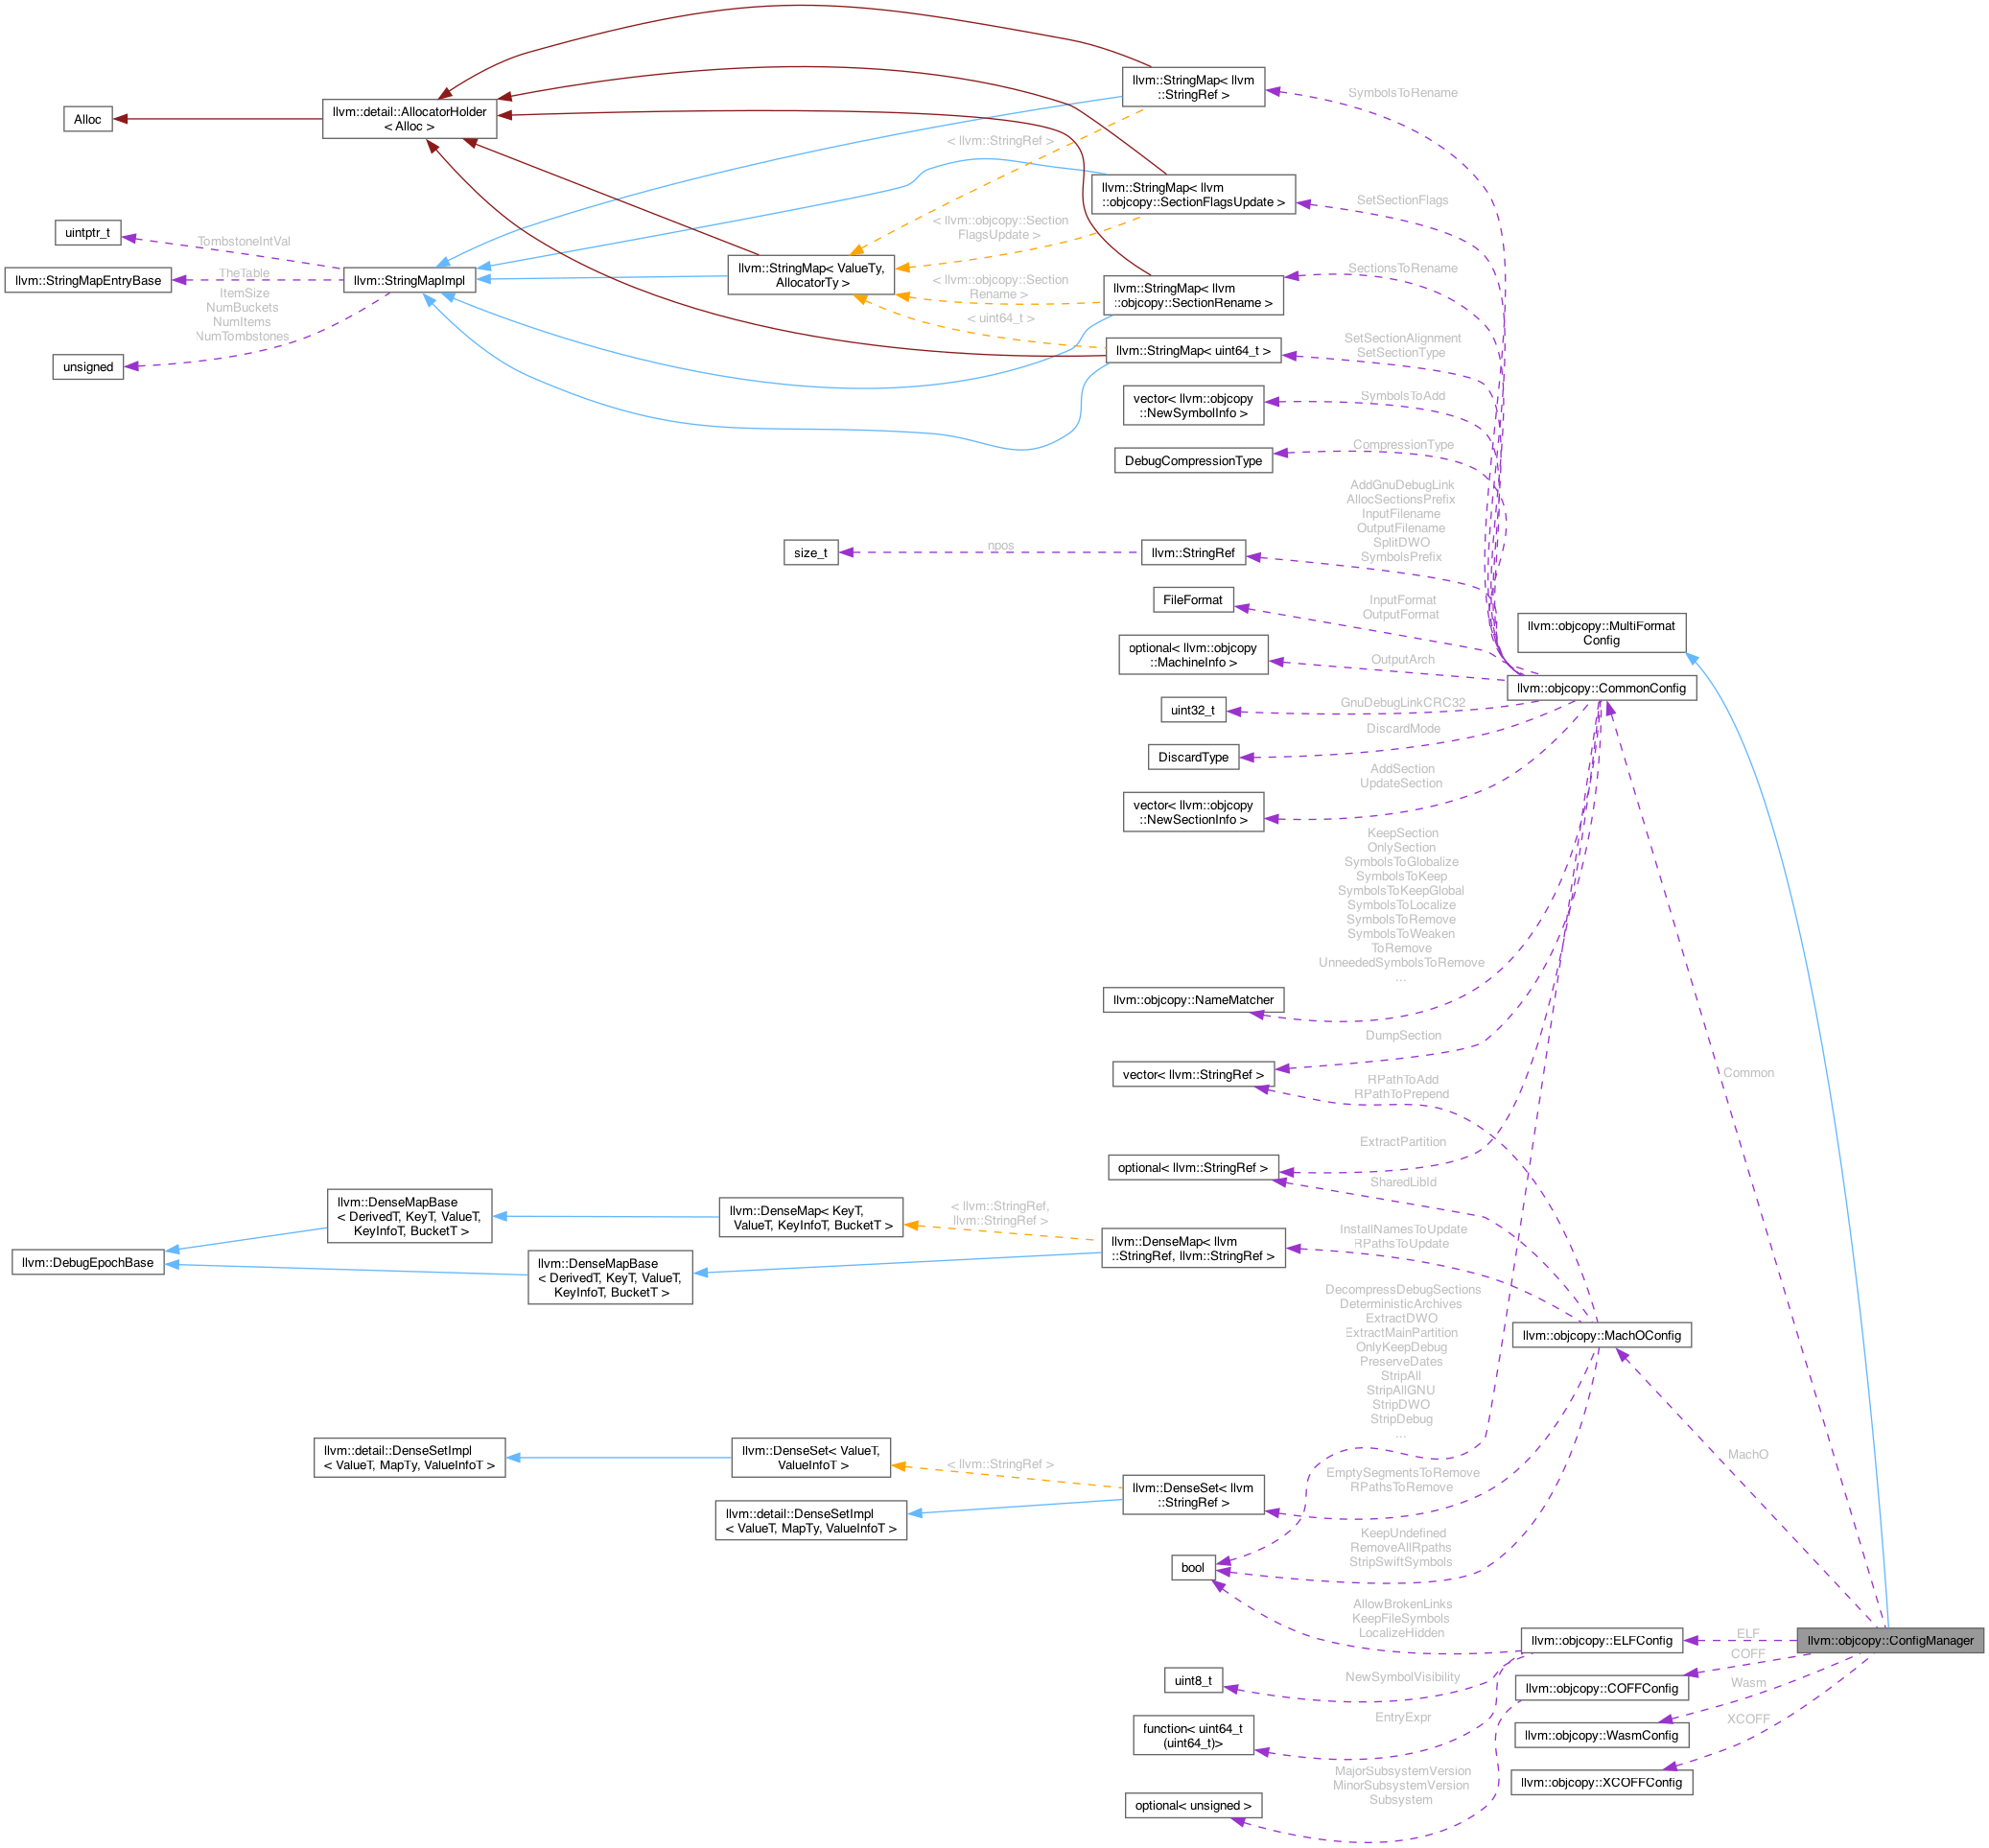 llvm::StringMap< llvm
::StringRef >
SymbolsToRename
llvm::detail::AllocatorHolder
< Alloc >
Alloc
< llvm::StringRef >
llvm::StringMap< llvm
::objcopy::SectionFlagsUpdate >
SetSectionFlags
uintptr_t
TombstoneIntVal
< llvm::objcopy::Section
FlagsUpdate >
llvm::StringMapEntryBase
TheTable
llvm::StringMapImpl
llvm::StringMap< ValueTy,
AllocatorTy >
< llvm::objcopy::Section
Rename >
llvm::StringMap< llvm
::objcopy::SectionRename >
SectionsToRename
ItemSize
NumBuckets
NumItems
NumTombstones
< uint64_t >
llvm::StringMap< uint64_t >
SetSectionAlignment
SetSectionType
unsigned
vector< llvm::objcopy
::NewSymbolInfo >
SymbolsToAdd
DebugCompressionType
CompressionType
AddGnuDebugLink
AllocSectionsPrefix
InputFilename
OutputFilename
SplitDWO
SymbolsPrefix
size_t
npos
llvm::StringRef
FileFormat
InputFormat
OutputFormat
llvm::objcopy::MultiFormat
Config
optional< llvm::objcopy
::MachineInfo >
OutputArch
llvm::objcopy::CommonConfig
uint32_t
GnuDebugLinkCRC32
DiscardType
DiscardMode
vector< llvm::objcopy
::NewSectionInfo >
AddSection
UpdateSection
KeepSection
OnlySection
SymbolsToGlobalize
SymbolsToKeep
SymbolsToKeepGlobal
SymbolsToLocalize
SymbolsToRemove
SymbolsToWeaken
ToRemove
UnneededSymbolsToRemove
...
llvm::objcopy::NameMatcher
DumpSection
vector< llvm::StringRef >
RPathToAdd
RPathToPrepend
Common
ExtractPartition
optional< llvm::StringRef >
SharedLibId
llvm::DenseMapBase
< DerivedT, KeyT, ValueT,
KeyInfoT, BucketT >
llvm::DenseMap< KeyT,
ValueT, KeyInfoT, BucketT >
< llvm::StringRef,
llvm::StringRef >
llvm::DenseMap< llvm
::StringRef, llvm::StringRef >
InstallNamesToUpdate
RPathsToUpdate
llvm::DebugEpochBase
llvm::DenseMapBase
< DerivedT, KeyT, ValueT,
KeyInfoT, BucketT >
DecompressDebugSections
DeterministicArchives
ExtractDWO
ExtractMainPartition
OnlyKeepDebug
PreserveDates
StripAll
StripAllGNU
StripDWO
StripDebug
...
llvm::objcopy::MachOConfig
MachO
llvm::detail::DenseSetImpl
< ValueT, MapTy, ValueInfoT >
llvm::DenseSet< ValueT,
ValueInfoT >
< llvm::StringRef >
llvm::DenseSet< llvm
::StringRef >
EmptySegmentsToRemove
RPathsToRemove
llvm::detail::DenseSetImpl
< ValueT, MapTy, ValueInfoT >
bool
KeepUndefined
RemoveAllRpaths
StripSwiftSymbols
AllowBrokenLinks
KeepFileSymbols
LocalizeHidden
llvm::objcopy::ELFConfig
ELF
llvm::objcopy::ConfigManager
COFF
uint8_t
NewSymbolVisibility
llvm::objcopy::COFFConfig
Wasm
function< uint64_t
(uint64_t)>
EntryExpr
llvm::objcopy::WasmConfig
XCOFF
llvm::objcopy::XCOFFConfig
MajorSubsystemVersion
MinorSubsystemVersion
Subsystem
optional< unsigned >